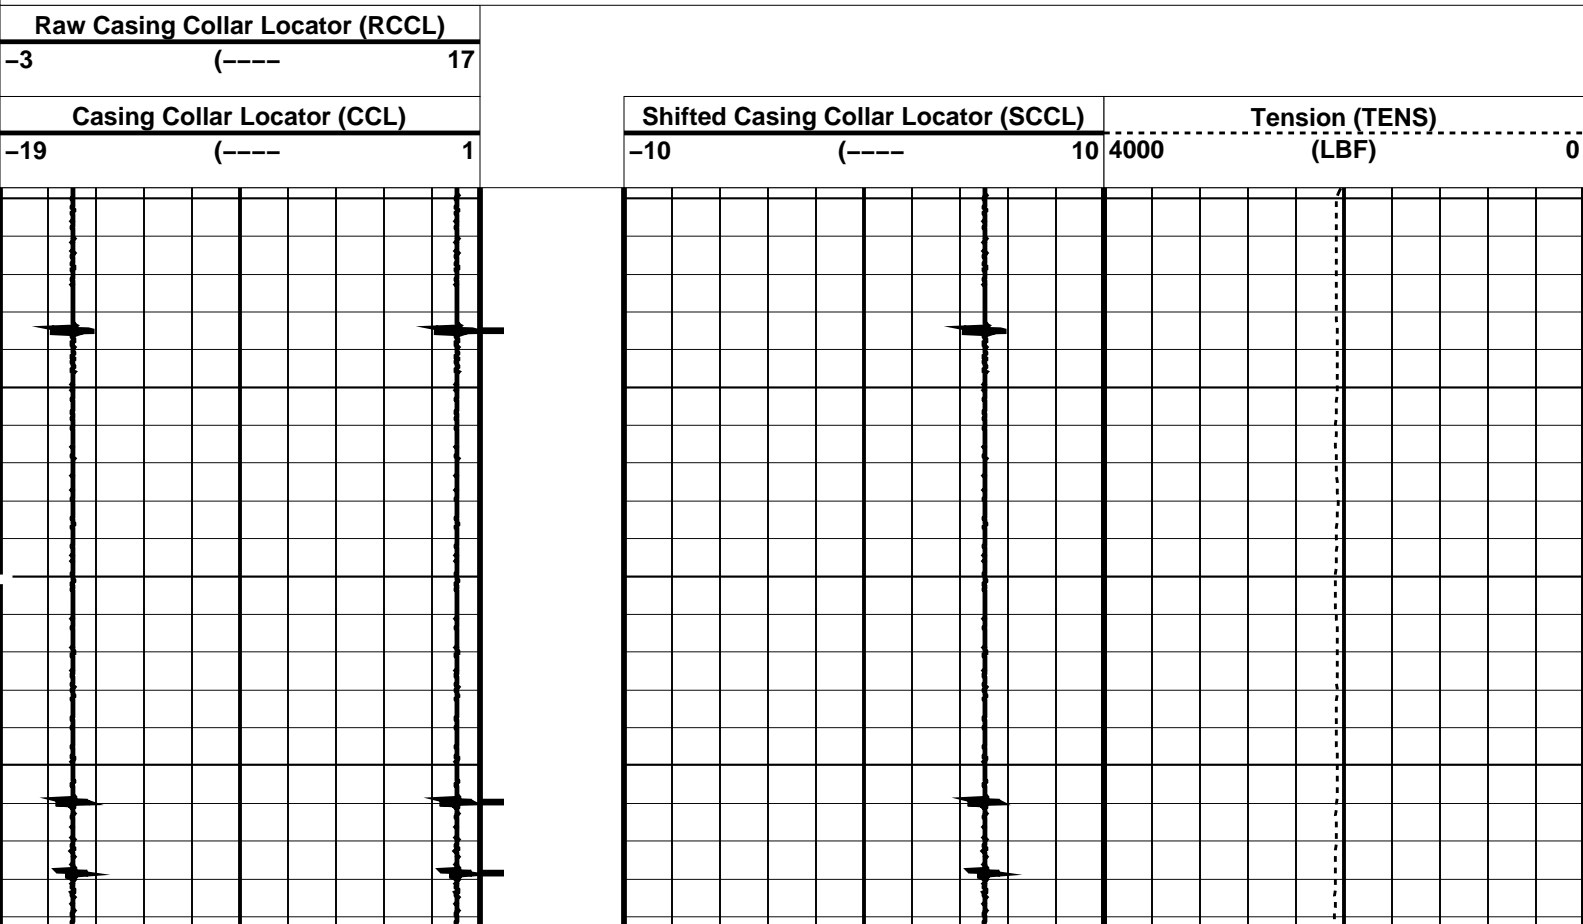 Raw Casing Collar Locator (RCCL)
−3 (−−−− 17
Casing Collar Locator (CCL)
−19 (−−−− 1
Shifted Casing Collar Locator (SCCL)
−10 (−−−− 10
Tension (TENS)
4000 (LBF) 0